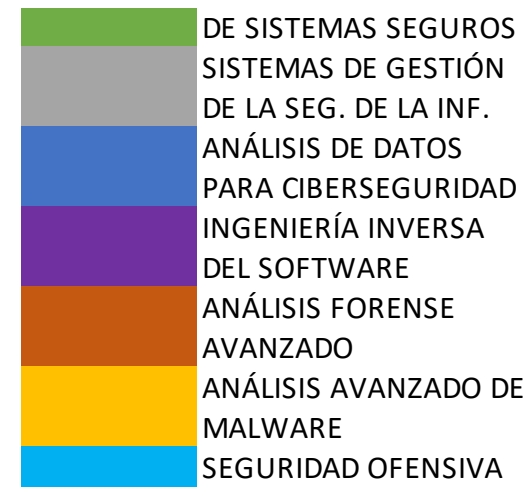 DE SISTEMAS SEGUROS
SISTEMAS DE GESTIÓN
DE LA SEG. DE LA INF.
ANÁLISIS DE DATOS
PARA CIBERSEGURIDAD
INGENIERÍA INVERSA
DEL SOFTWARE
ANÁLISIS FORENSE
AVANZADO
ANÁLISIS AVANZADO DE
MALWARE
SEGURIDAD OFENSIVA